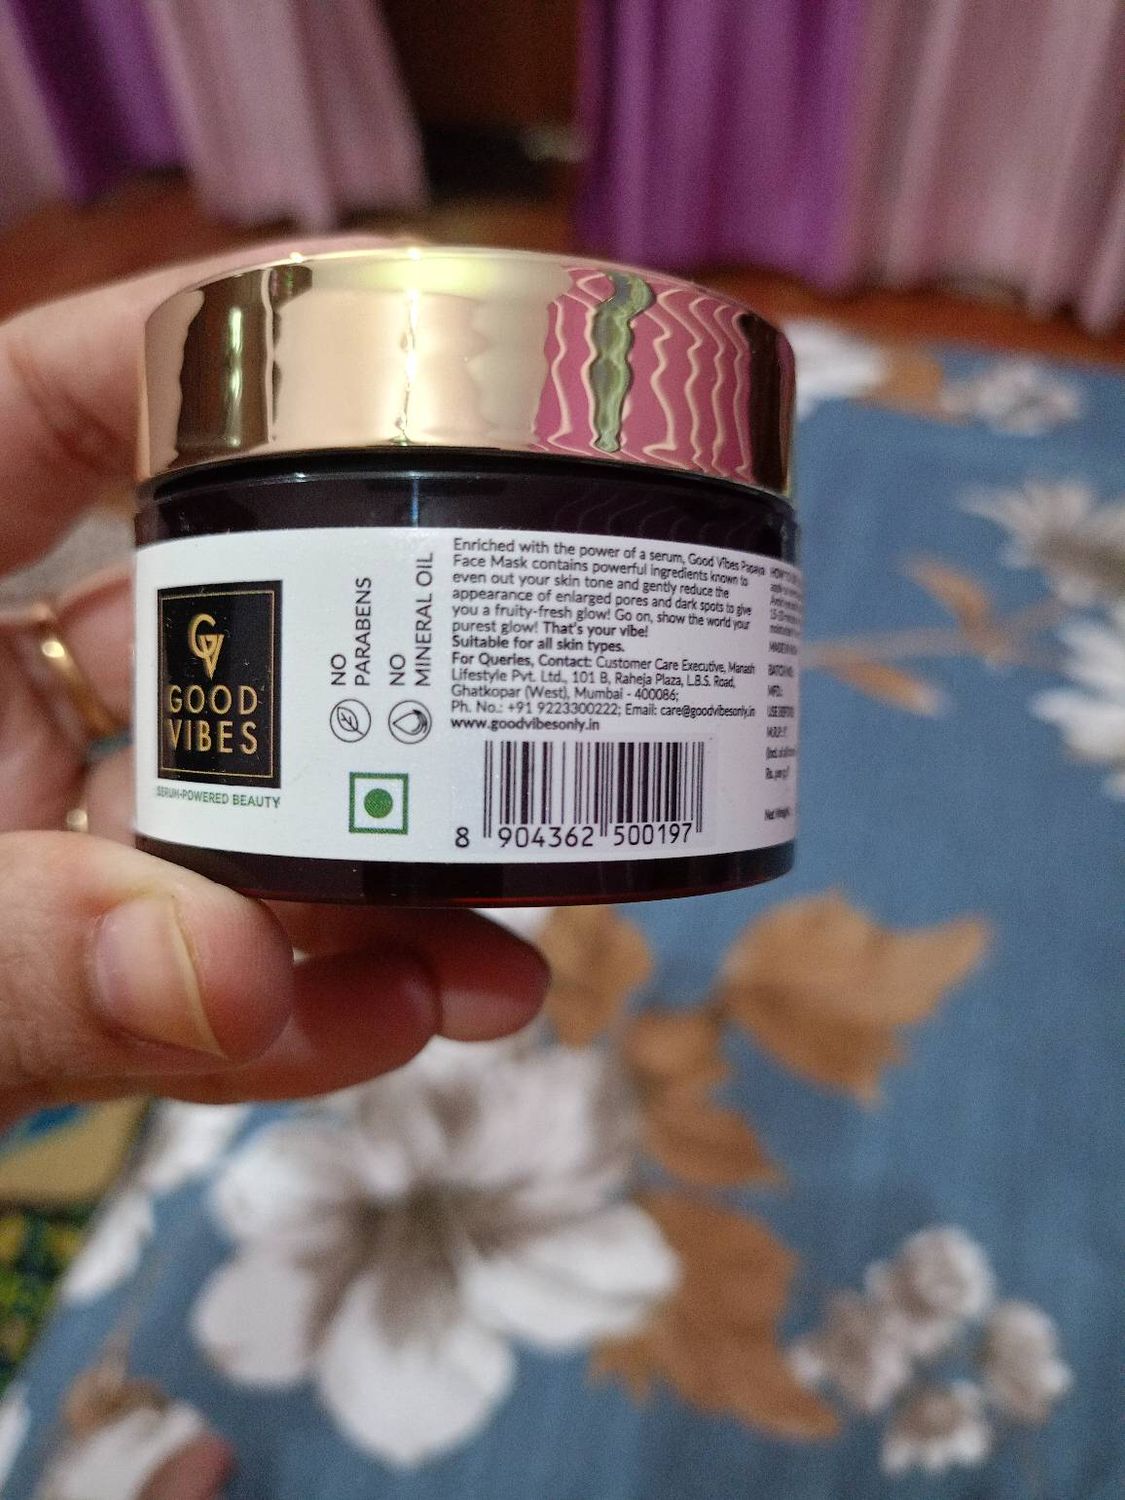 GV
GOOD
VIBES
SERUM-POWERED BEAUTY
NO
PARABENS
NO
MINERAL OIL
Enriched with the power of a serum, Good Vibes Papaya
Face Mask contains powerful ingredients known to
even out your skin tone and gently reduce the
appearance of enlarged pores and dark spots to give
you a fruity-fresh glow! Go on, show the world your
purest glow! That's your vibe!
Suitable for all skin types.
For Queries, Contact: Customer Care Executive, Manash
Lifestyle Pvt. Ltd., 101 B, Raheja Plaza, L.B.S. Road,
Ghatkopar (West), Mumbai - 400086;
Ph. No.: +91 9223300222; Email: care@goodvibesonly.in
www.goodvibesonly.in
8 904362 500197
BATCH NO.
MFD.: